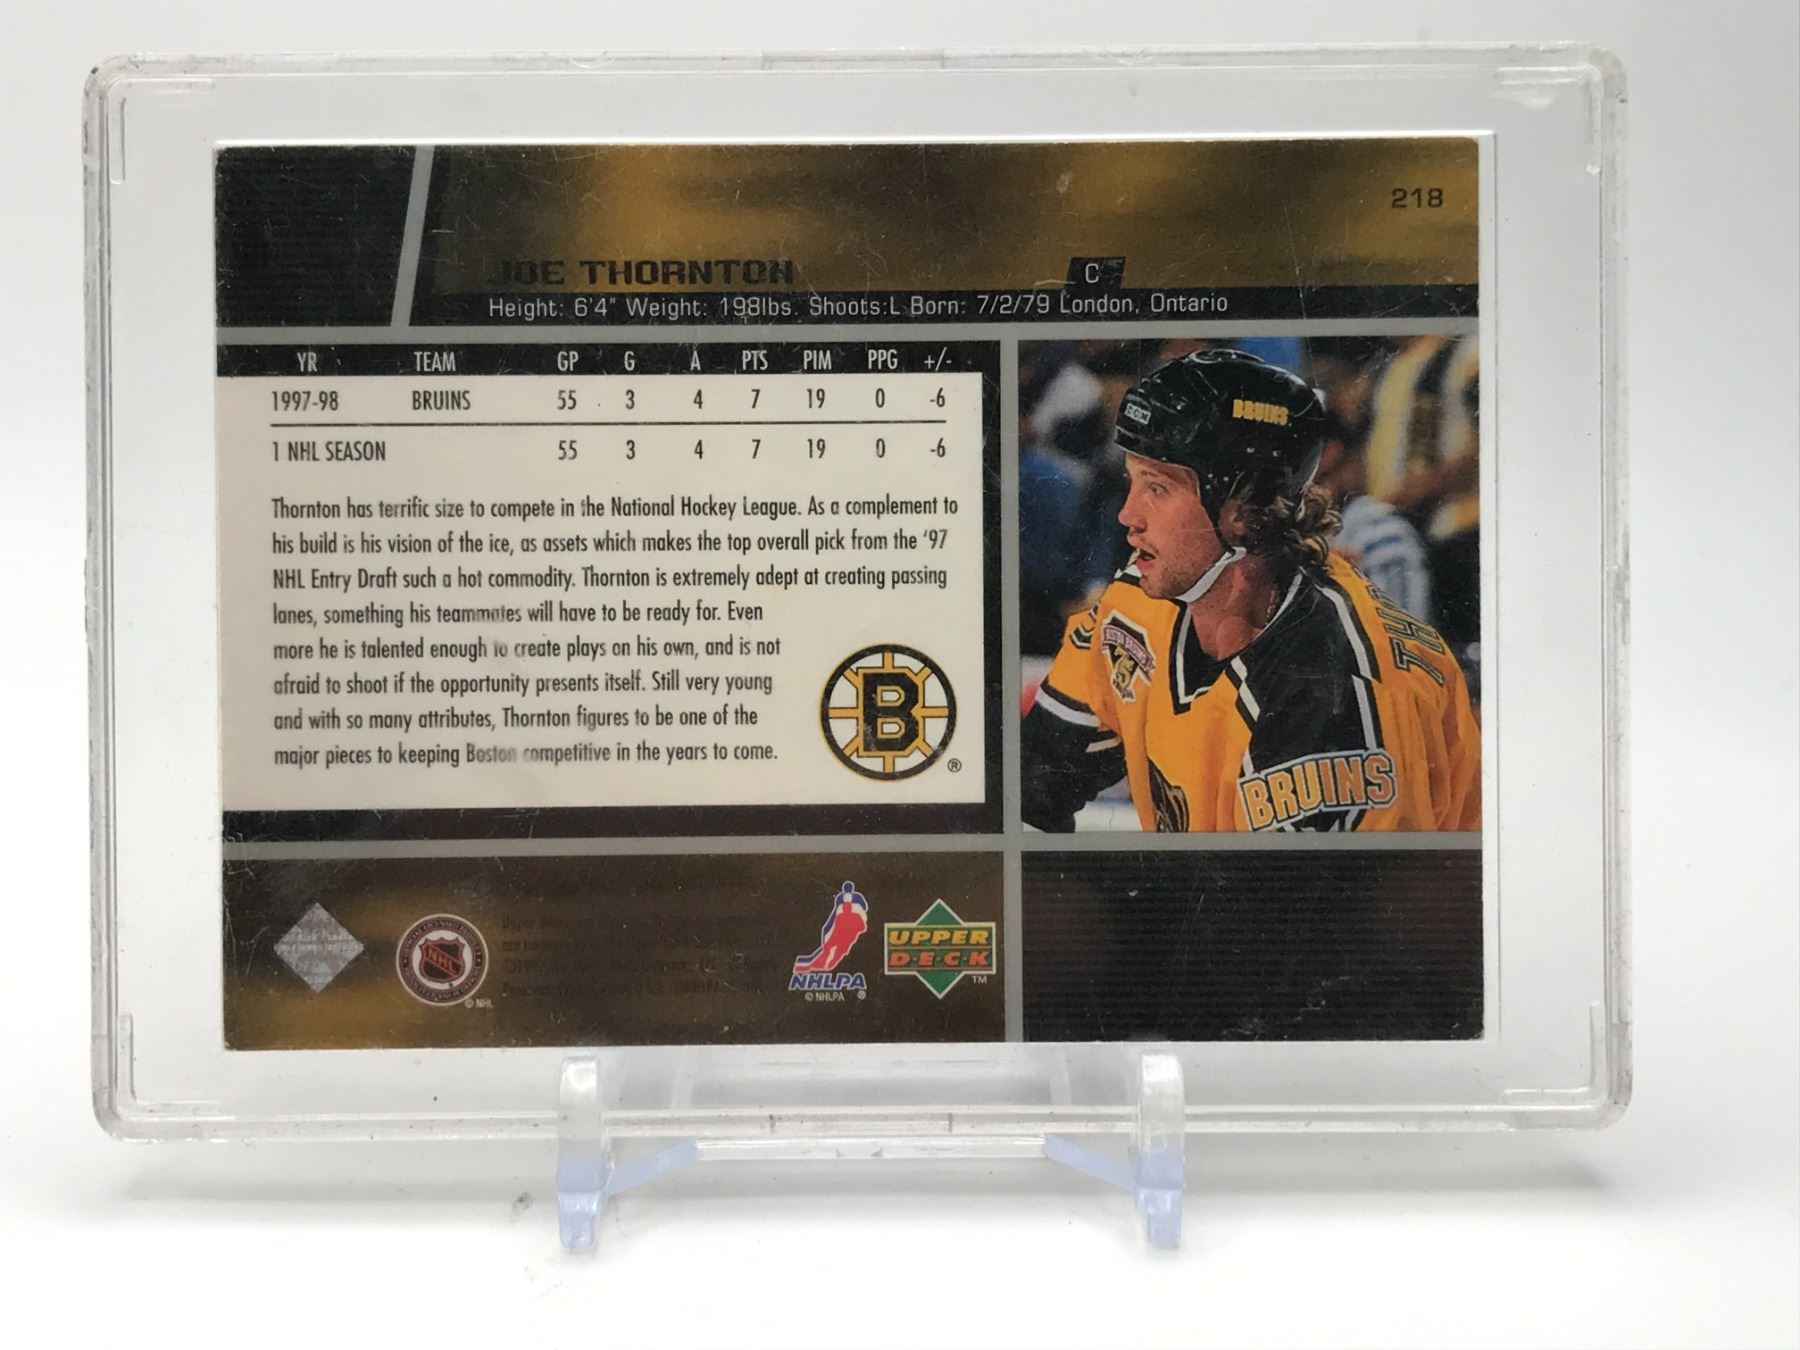 218
JOE THORNTON C
Height: 6'4" Weight: 198lbs. Shoots:L Born: 7/2/79 London, Ontario
YR TEAM GP G A PTS PIM PPG +/-
1997-98 BRUINS 55 3 4 7 19 0 -6
1 NHL SEASON 55 3 4 7 19 0 -6
Thornton has terrific size to compete in the National Hockey League. As a complement to
his build is his vision of the ice, as assets which makes the top overall pick from the '97
NHL Entry Draft such a hot commodity. Thornton is extremely adept at creating passing
lanes, something his teammates will have to be ready for. Even
more he is talented enough to create plays on his own, and is not
afraid to shoot if the opportunity presents itself. Still very young
and with so many attributes, Thornton figures to be one of the
major pieces to keeping Boston competitive in the years to come.
B
®
CCM
BRUINS
75
BRUINS
NHL
© NHL
NHLPA
© NHLPA ®
UPPER
D·E·C·K
TM